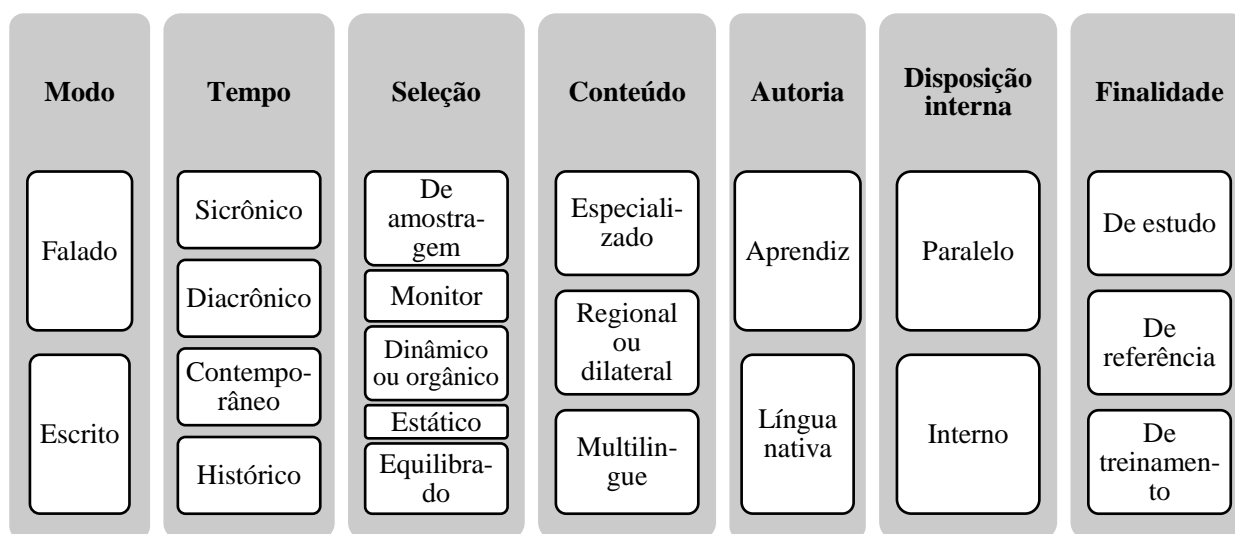 Modo
Falado
Escrito
Tempo
Sicrônico
Diacrônico
Contempo-
râneo
Histórico
Seleção
De
amostra-
gem
Monitor
Dinâmico
ou orgânico
Estático
Equilibra-
do
Conteúdo
Especiali-
zado
Regional
ou
dilateral
Multilin-
gue
Autoria
Aprendiz
Língua
nativa
Disposição
interna
Paralelo
Interno
Finalidade
De estudo
De
referência
De
treinamen-
to